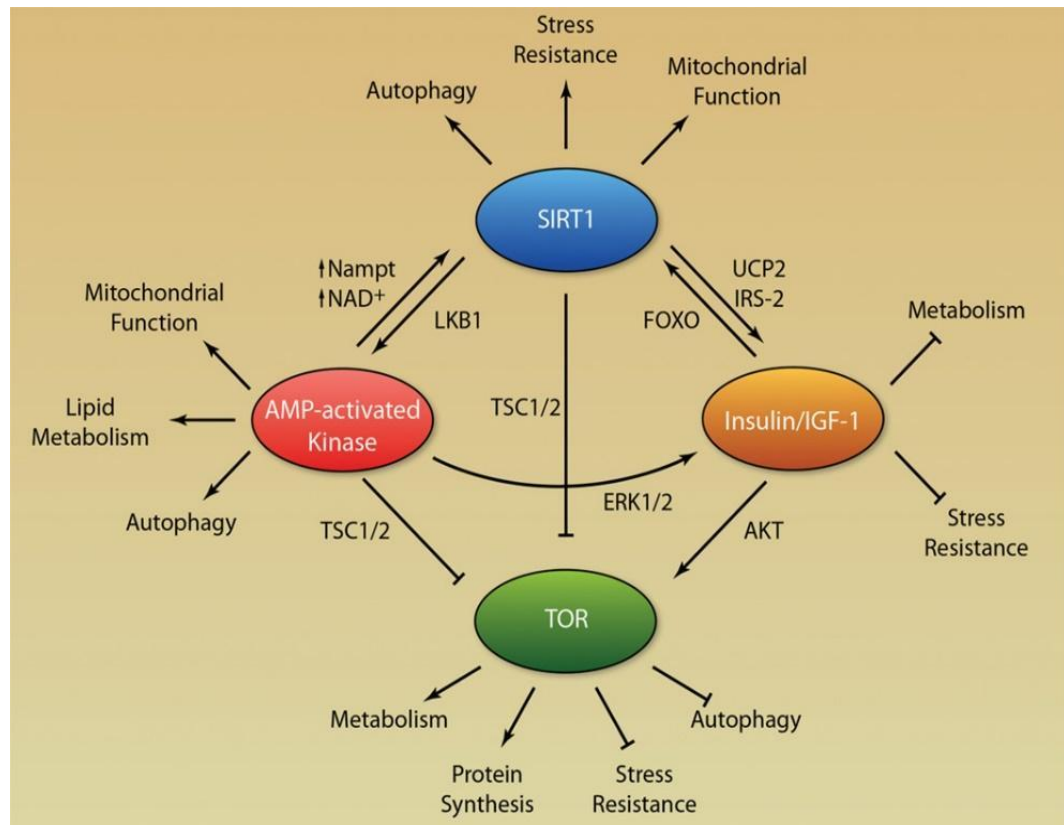 Stress
Resistance
Autophagy
Mitochondrial
Function
SIRT1
↑Nampt
↑NAD+
LKB1
UCP2
IRS-2
FOXO
Mitochondrial
Function
Metabolism
Lipid
Metabolism
AMP-activated
Kinase
TSC1/2
Insulin/IGF-1
Autophagy
TSC1/2
ERK1/2
AKT
Stress
Resistance
TOR
Metabolism
Autophagy
Protein
Synthesis
Stress
Resistance